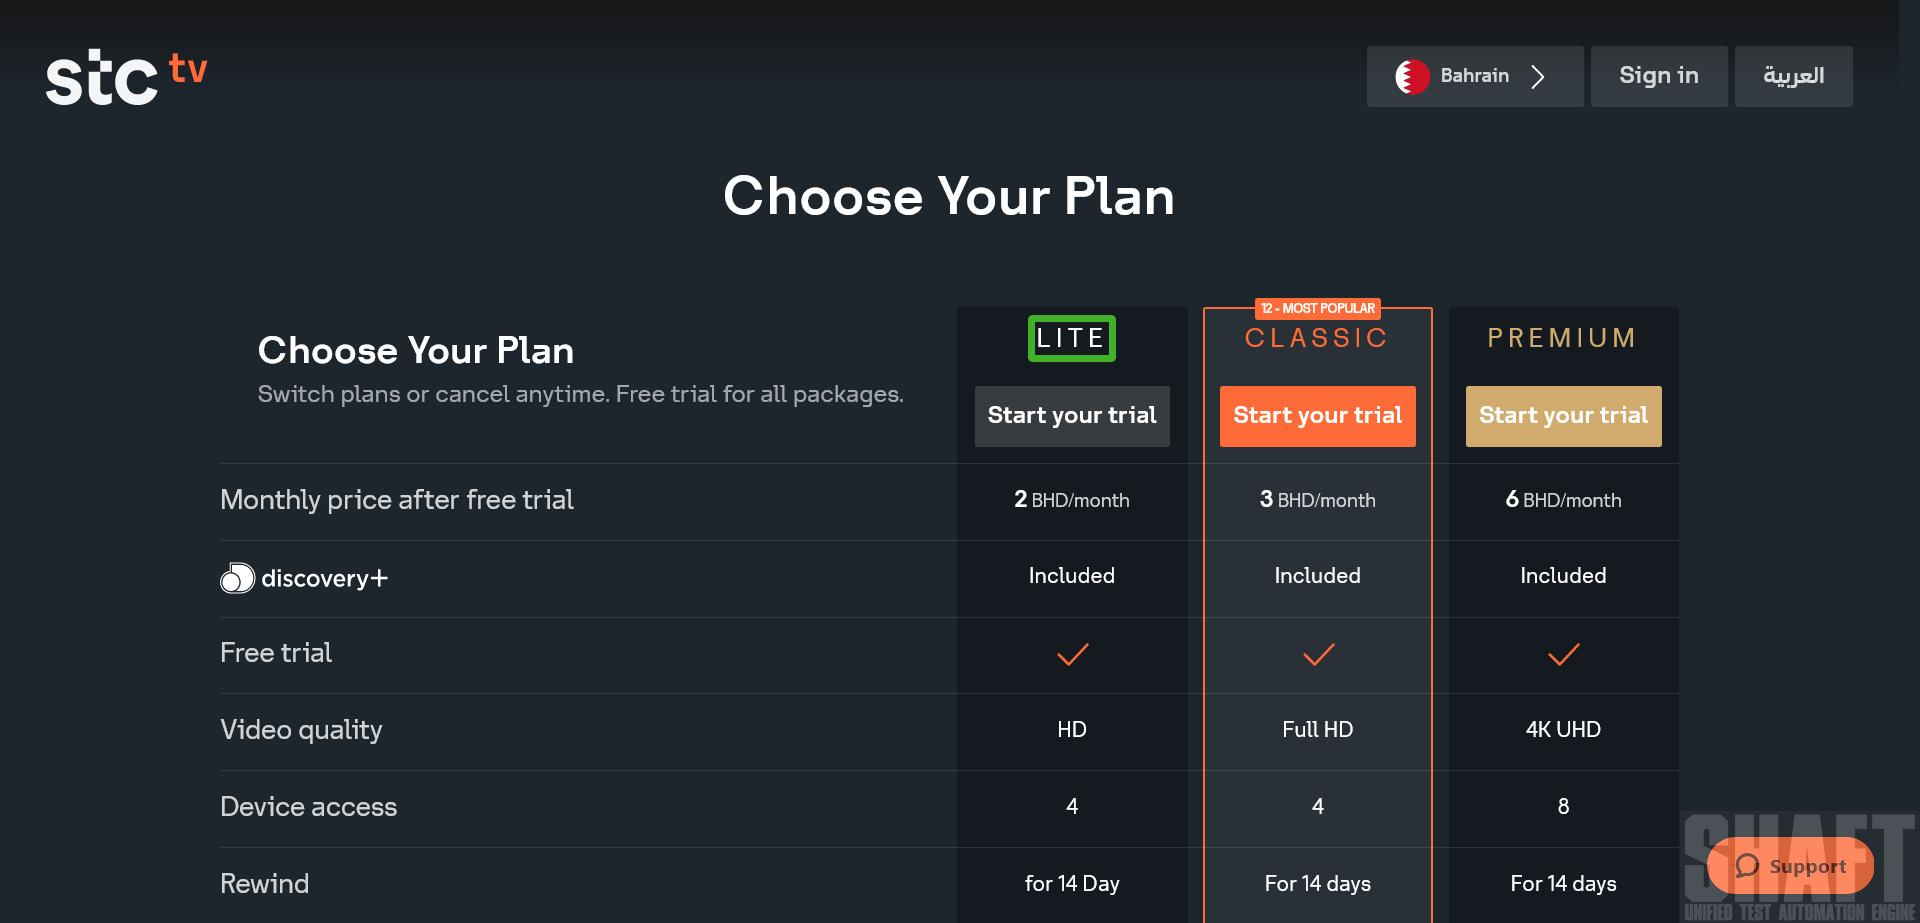 stc tv
Bahrain
Sign in
العربية
Choose Your Plan
12 - MOST POPULAR
LITE
CLASSIC
PREMIUM
Choose Your Plan
Switch plans or cancel anytime. Free trial for all packages.
Start your trial
Start your trial
Start your trial
Monthly price after free trial
2 BHD/month
3 BHD/month
6 BHD/month
discovery+
Included
Included
Included
Free trial
Video quality
HD
Full HD
4K UHD
Device access
4
4
8
Rewind
for 14 Day
For 14 days
For 14 days
SHAFT
Support
UNIFIED TEST AUTOMATION ENGINE